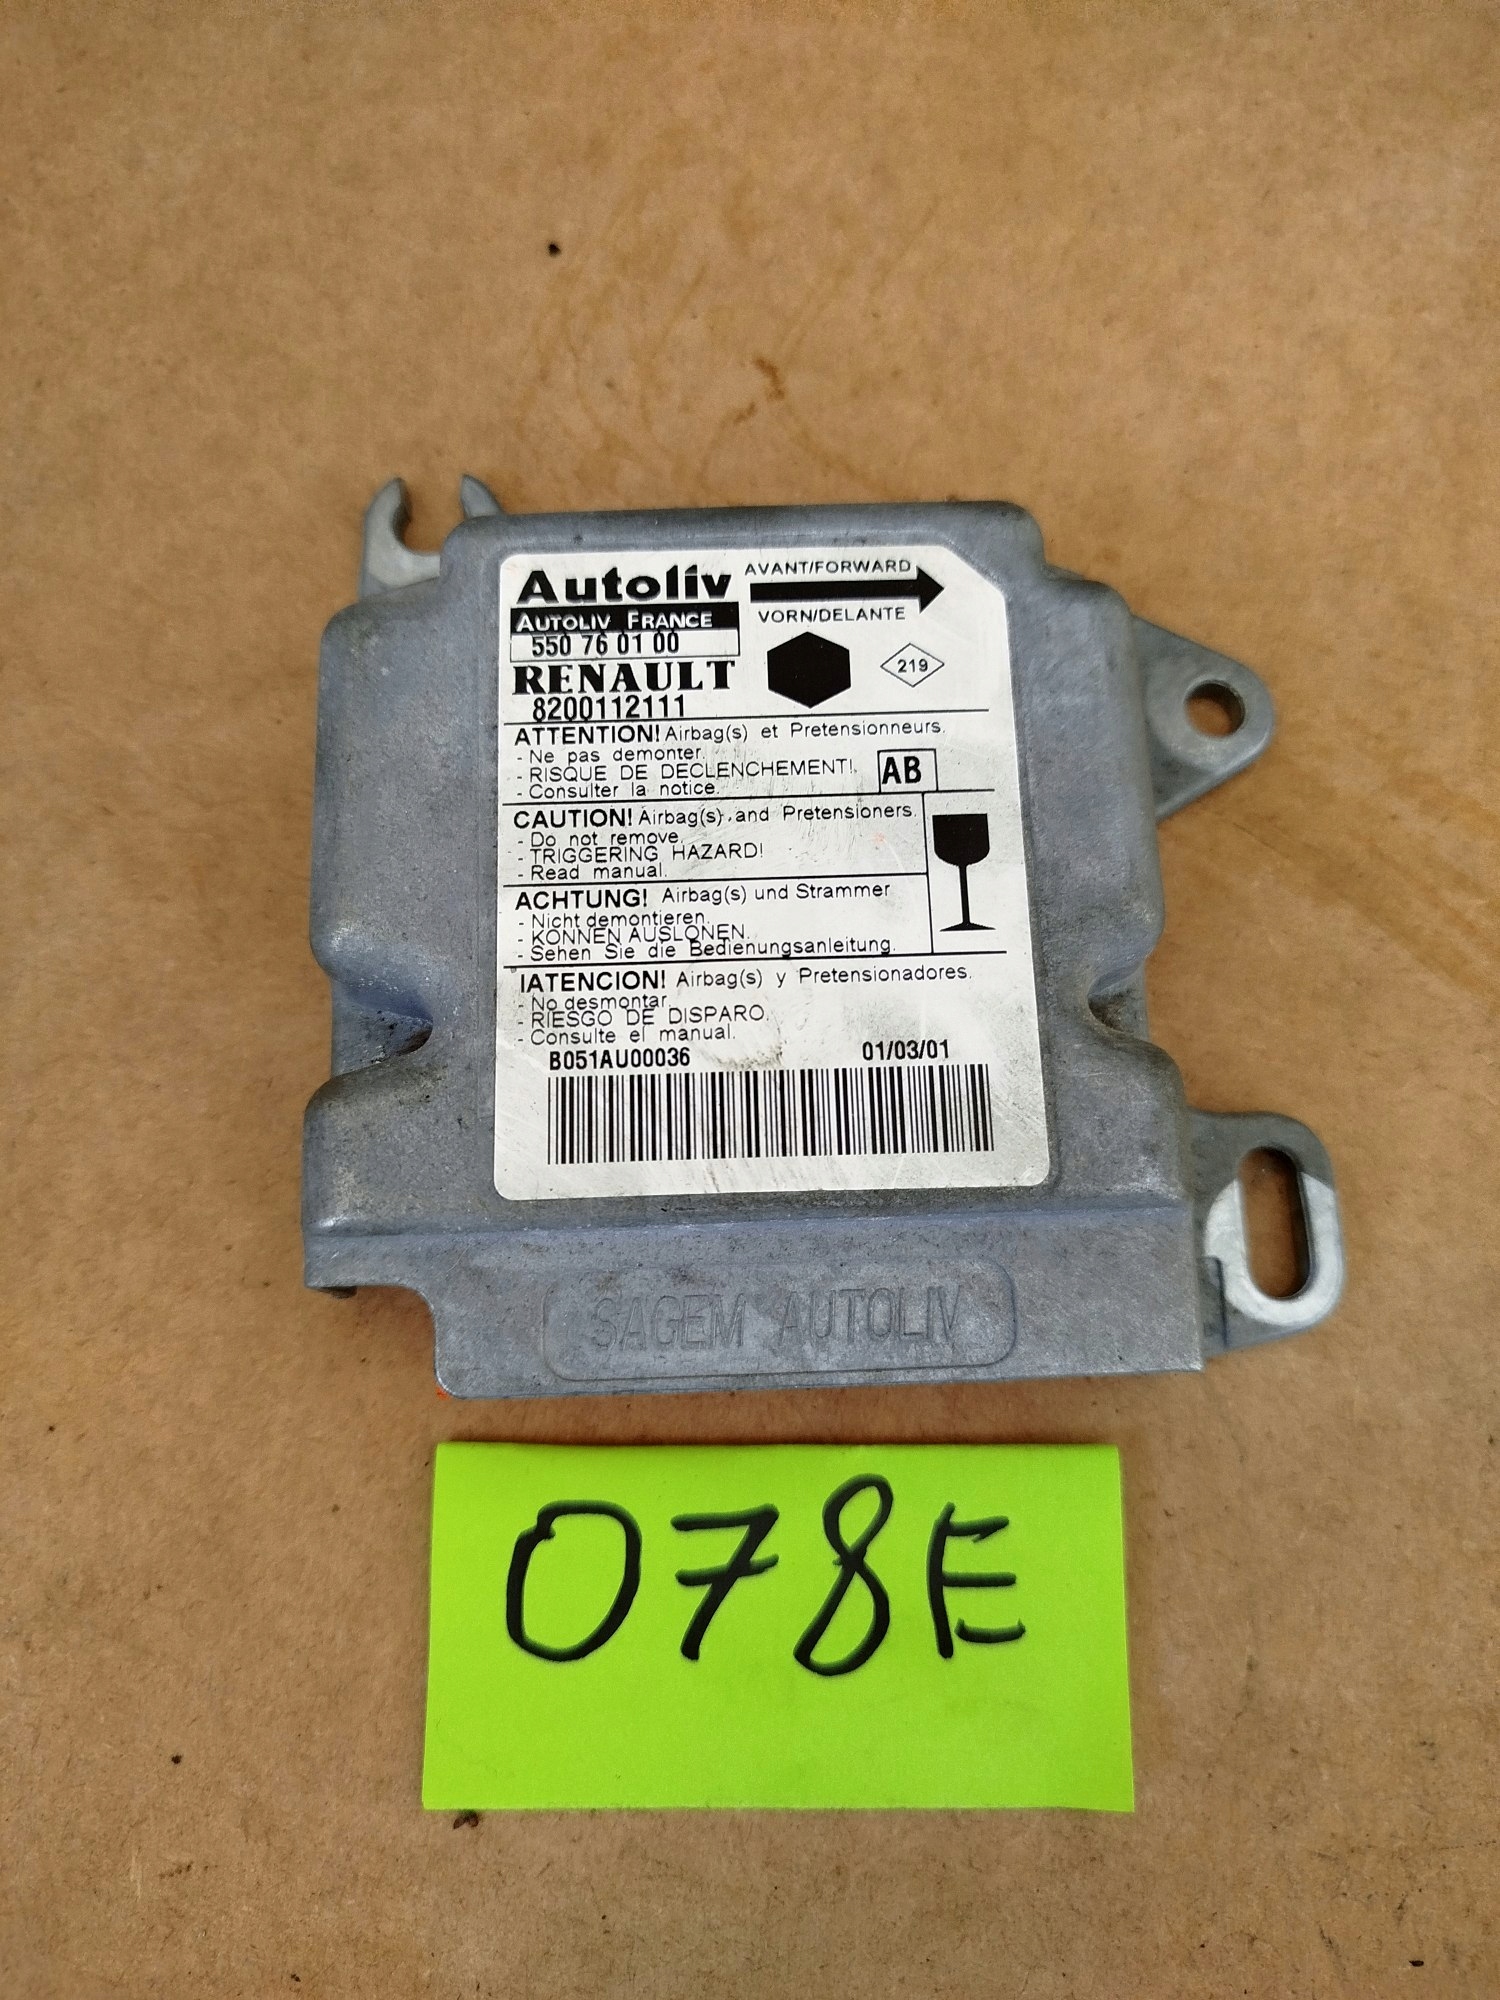 Autoliv
AVANT/FORWARD
AUTOLIV FRANCE
VORN/DELANTE
550 76 01 00
RENAULT
219
8200112111
ATTENTION! Airbag(s) et Pretensionneurs.
- Ne pas demonter.
- RISQUE DE DECLENCHEMENT!.
- Consulter la notice.
AB
CAUTION! Airbag(s) and Pretensioners.
- Do not remove.
- TRIGGERING HAZARD!
- Read manual.
ACHTUNG! Airbag(s) und Strammer
- Nicht demontieren.
- KONNEN AUSLONEN.
- Sehen Sie die Bedienungsanleitung.
IATENCION! Airbag(s) y Pretensionadores.
- No desmontar.
- RIESGO DE DISPARO.
- Consulte el manual.
B051AU00036 01/03/01
SAGEM AUTOLIV
078E